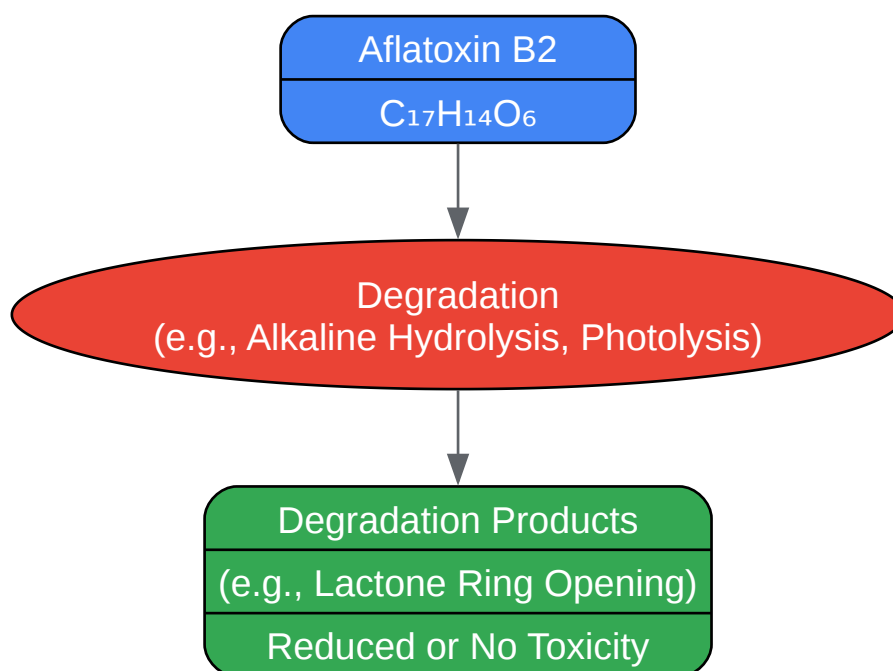 Aflatoxin B2
C₁₇H₁₄O₆
Degradation
(e.g., Alkaline Hydrolysis, Photolysis)
Degradation Products
(e.g., Lactone Ring Opening)
Reduced or No Toxicity